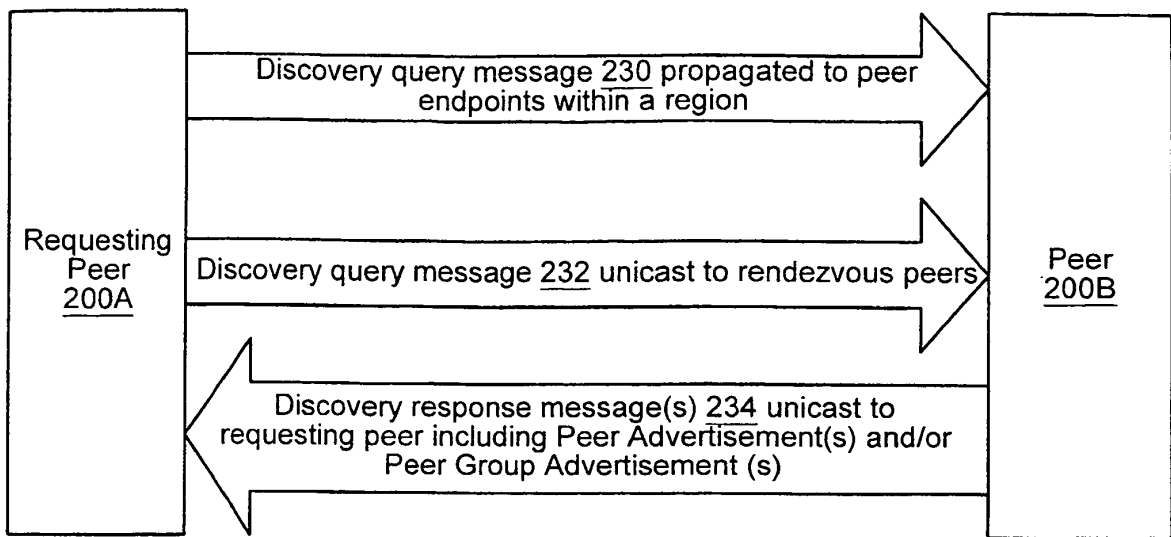 Discovery query message 230 propagated to peer
endpoints within a region
Requesting
Peer
200A
Discovery query message 232 unicast to rendezvous peers
Peer
200B
Discovery response message(s) 234 unicast to
requesting peer including Peer Advertisement(s) and/or
Peer Group Advertisement (s)